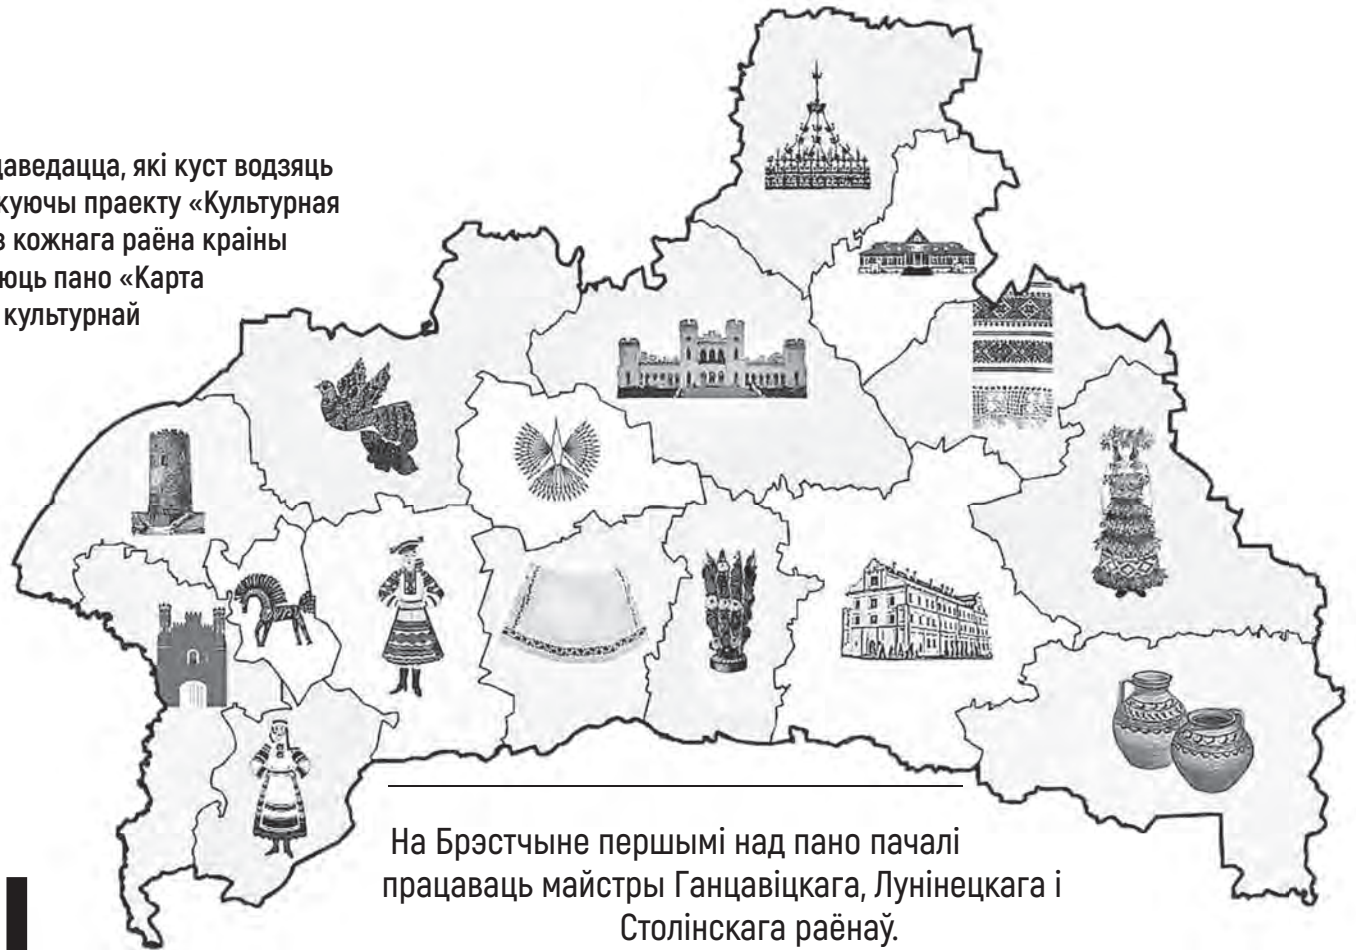 даведацца, які куст водзяць
куючы праекту «Культурная
з кожнага раёна краіны
юць пано «Карта
культурнай
На Брэстчыне першымі над пано пачалі
працаваць майстры Ганцавіцкага, Лунінецкага і
Столінскага раёнаў.